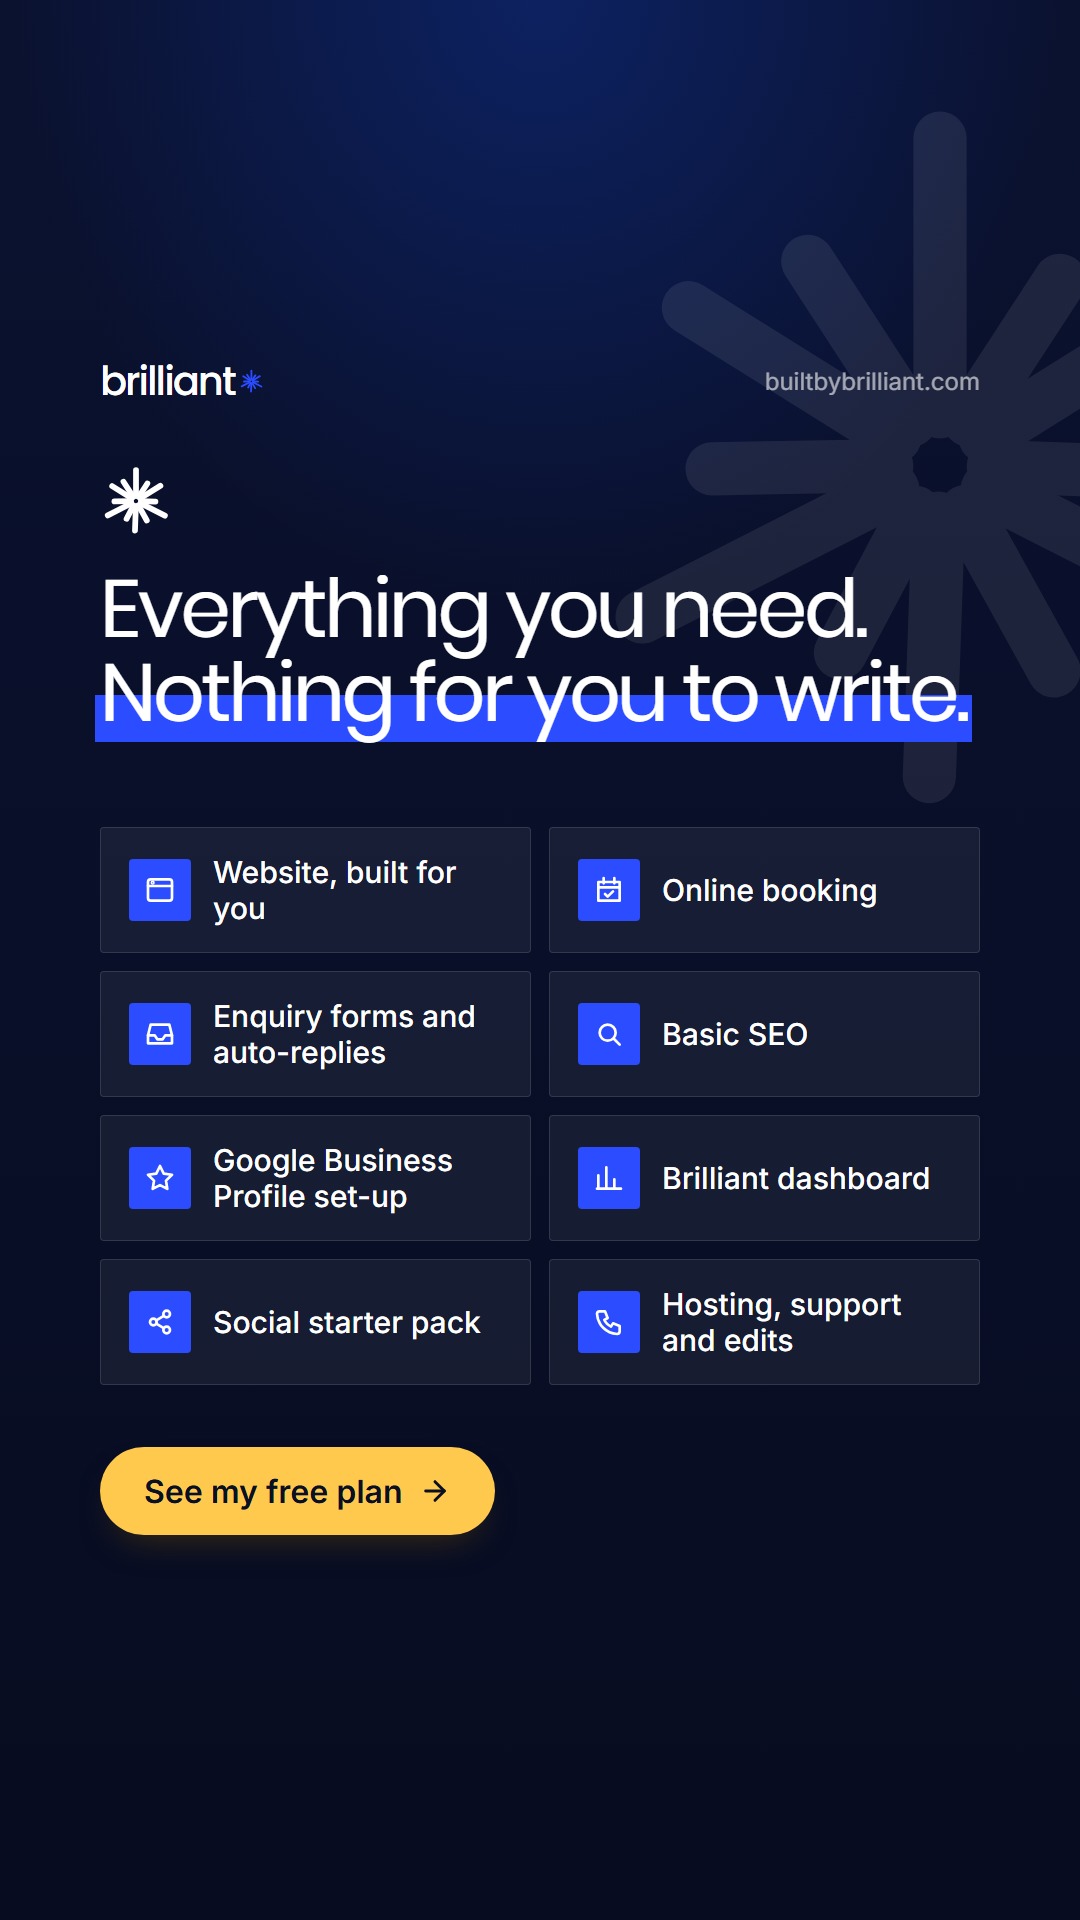 brilliant
builtbybrilliant.com
Everything you need.
Nothing for you to write.
Website, built for
you
Online booking
Enquiry forms and
auto-replies
Basic SEO
Google Business
Profile set-up
Brilliant dashboard
Social starter pack
Hosting, support
and edits
See my free plan →